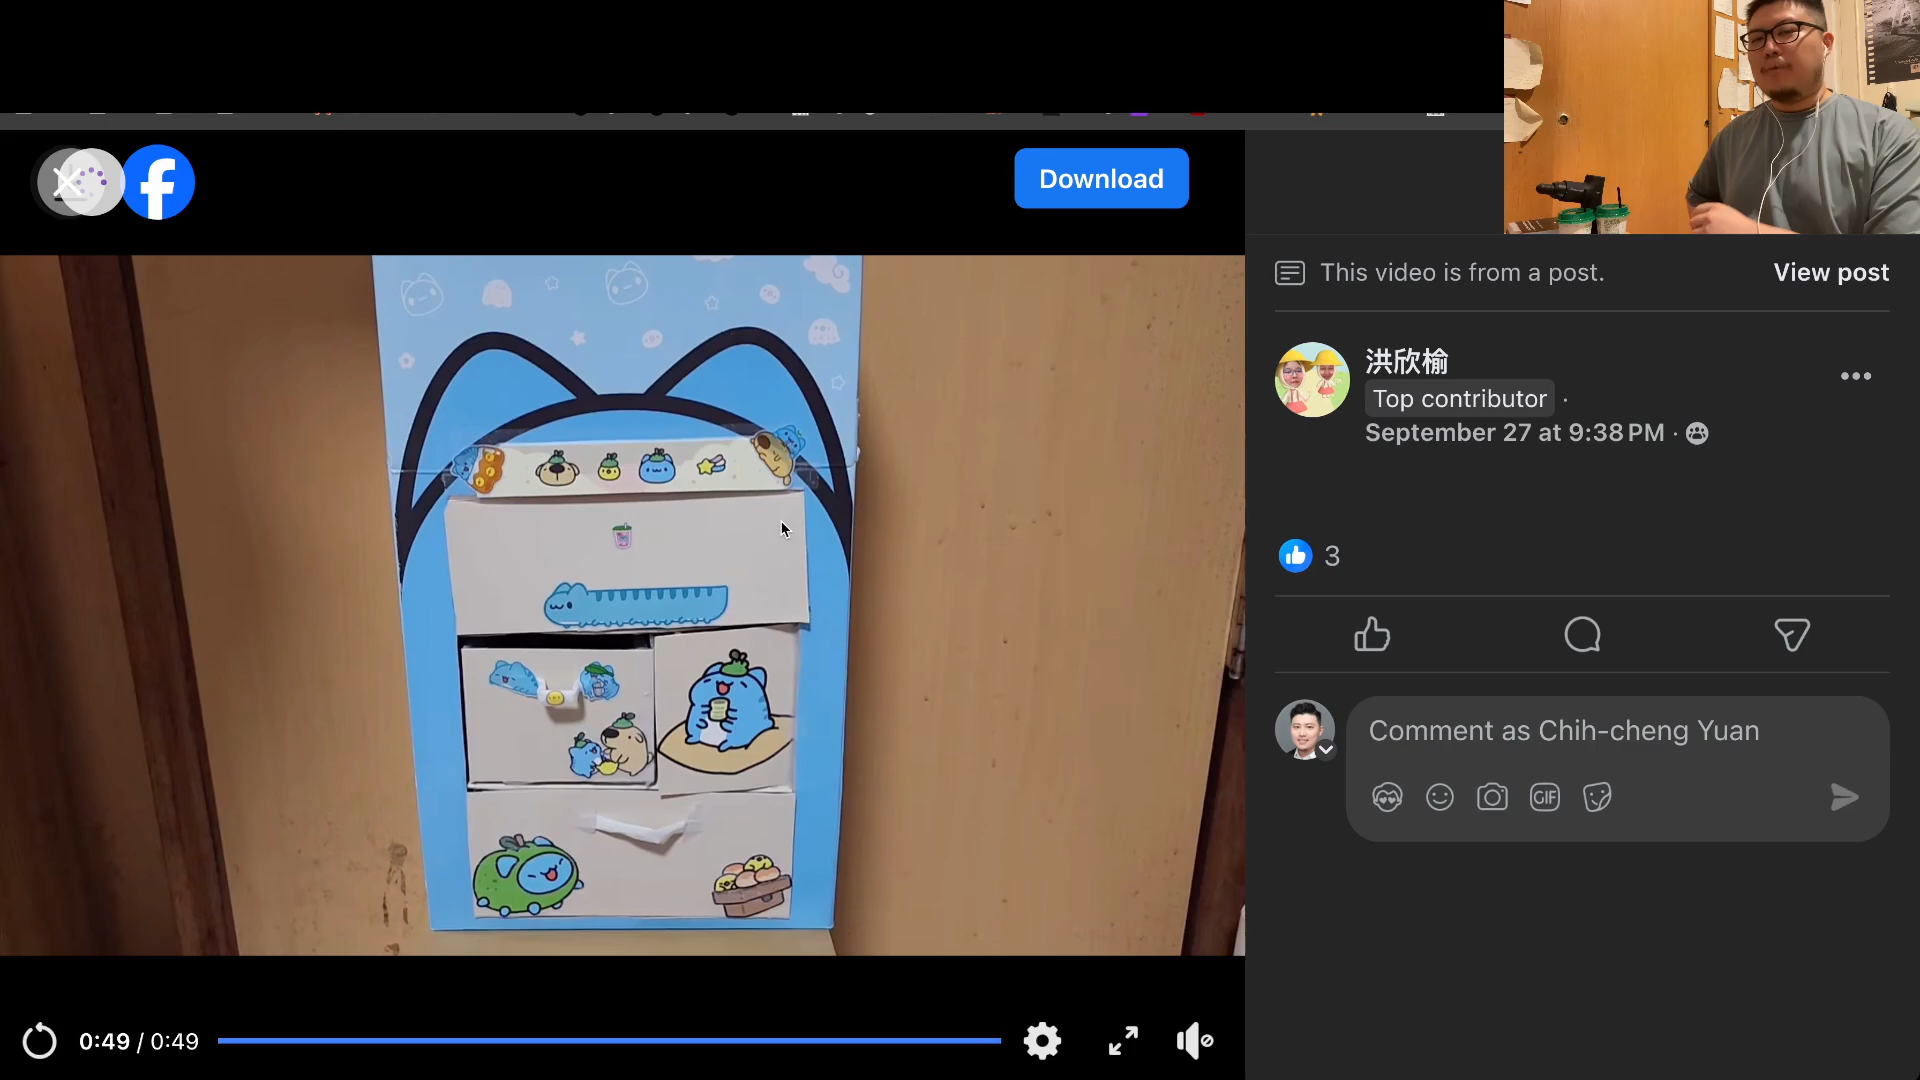 Download
This video is from a post.
View post
洪欣榆
Top contributor ·
September 27 at 9:38 PM ·
3
Comment as Chih-cheng Yuan
GIF
0:49 / 0:49